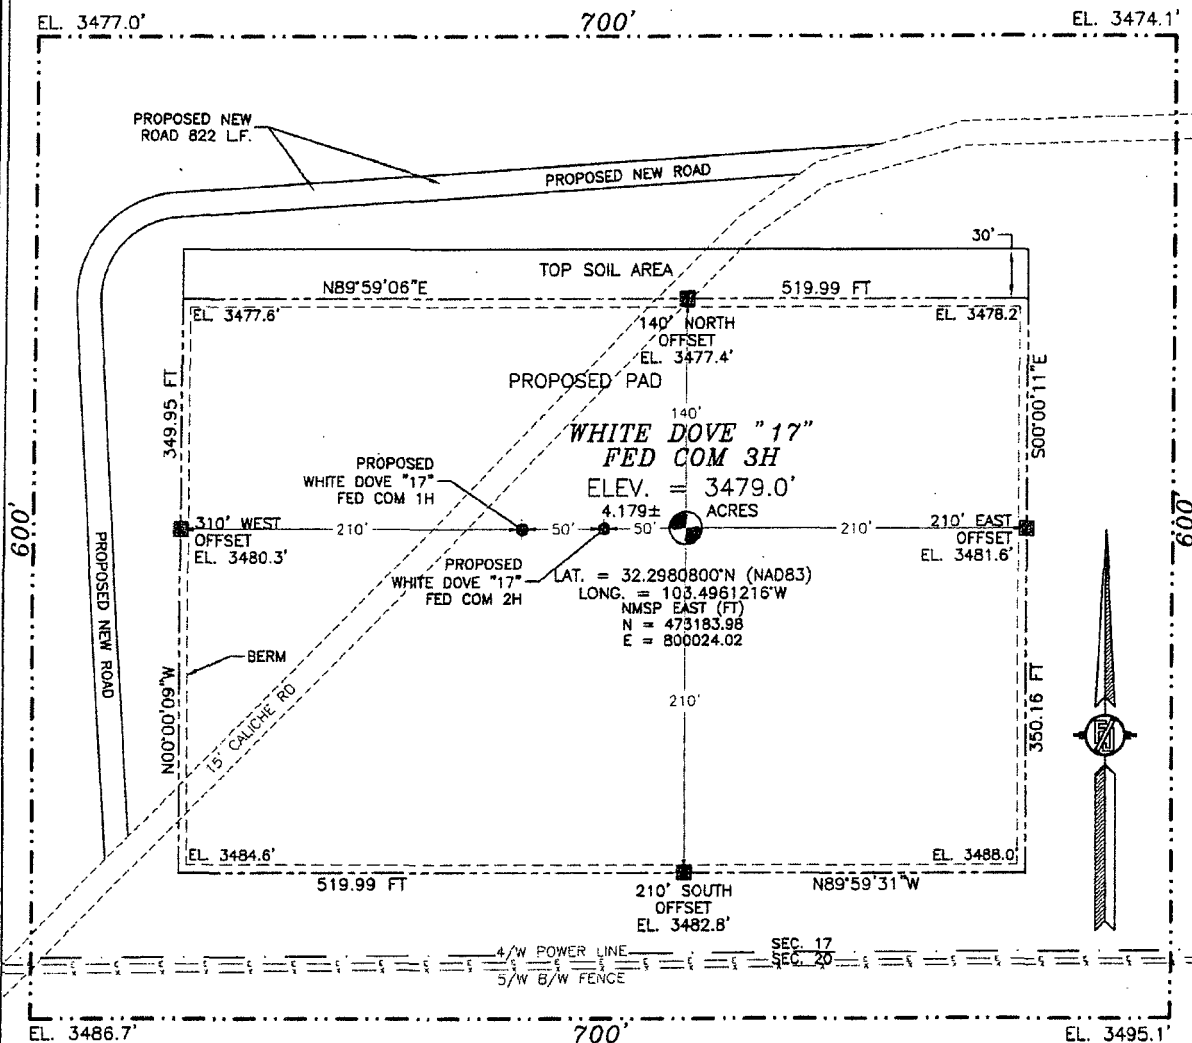 EL. 3477.0'
700'
EL. 3474.1'
PROPOSED NEW
ROAD 822 L.F.
PROPOSED NEW ROAD
30'
TOP SOIL AREA
N89°59'06"E
519.99 FT
EL. 3477.6'
EL. 3478.2'
140' NORTH
OFFSET
EL. 3477.4'
349.95 FT
S00°00'11"E
PROPOSED PAD
140'
WHITE DOVE "17"
FED COM 3H
ELEV. = 3479.0'
4.179± ACRES
PROPOSED
WHITE DOVE "17"
FED COM 1H
600'
310' WEST
OFFSET
EL. 3480.3'
210'
50'
50'
210'
210' EAST
OFFSET
EL. 3481.6'
600'
PROPOSED
WHITE DOVE "17"
FED COM 2H
LAT. = 32.2980800°N (NAD83)
LONG. = 103.4961216°W
NMSP EAST (FT)
N = 473183.98
E = 800024.02
PROPOSED NEW ROAD
BERM
N00°00'09"W
15' CALICHE RD
210'
350.16 FT
EL. 3484.6'
EL. 3488.0'
519.99 FT
N89°59'31"W
210' SOUTH
OFFSET
EL. 3482.8'
4/W POWER LINE
SEC. 17
SEC. 20
5/W B/W FENCE
EL. 3486.7'
700'
EL. 3495.1'